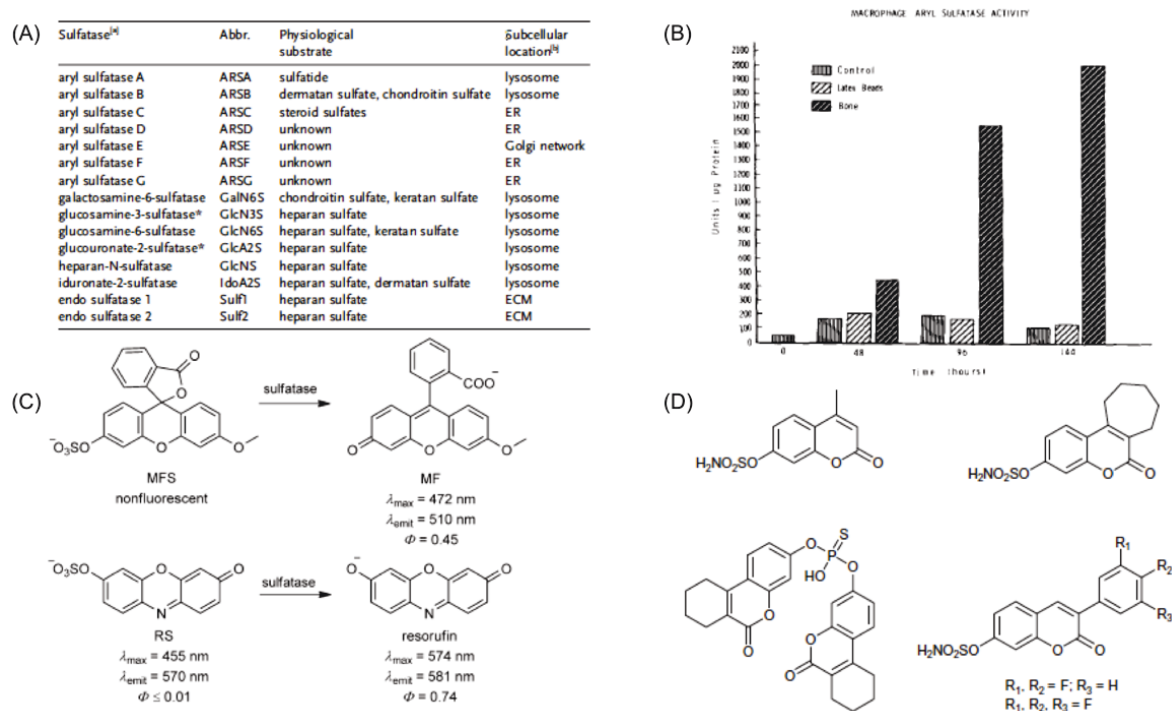 (A)
Sulfatase[a] Abbr. Physiological substrate Subcellular location[b]
aryl sulfatase A ARSA sulfatide lysosome
aryl sulfatase B ARSB dermatan sulfate, chondroitin sulfate lysosome
aryl sulfatase C ARSC steroid sulfates ER
aryl sulfatase D ARSD unknown ER
aryl sulfatase E ARSE unknown Golgi network
aryl sulfatase F ARSF unknown ER
aryl sulfatase G ARSG unknown ER
galactosamine-6-sulfatase GalN6S chondroitin sulfate, keratan sulfate lysosome
glucosamine-3-sulfatase* GlcN3S heparan sulfate lysosome
glucosamine-6-sulfatase GlcN6S heparan sulfate, keratan sulfate lysosome
glucouronate-2-sulfatase* GlcA2S heparan sulfate lysosome
heparan-N-sulfatase GlcNS heparan sulfate lysosome
iduronate-2-sulfatase IdoA2S heparan sulfate, dermatan sulfate lysosome
endo sulfatase 1 Sulf1 heparan sulfate ECM
endo sulfatase 2 Sulf2 heparan sulfate ECM
(B)
MACROPHAGE ARYL SULFATASE ACTIVITY
Control
Latex Beads
Bone
Units / µg Protein
2100
2000
1900
1800
1700
1600
1500
1400
1300
1200
1100
1000
900
800
700
600
500
400
300
200
100
0
0 48 96
Time (hours)
(C)
⁻O₃SO O O O
sulfatase
COO⁻
O O O
MFS
nonfluorescent
MF
λmax = 472 nm
λemit = 510 nm
Φ = 0.45
⁻O₃SO O N O
sulfatase
⁻O O N O
RS
λmax = 455 nm
λemit = 570 nm
Φ ≤ 0.01
resorufin
λmax = 574 nm
λemit = 581 nm
Φ = 0.74
(D)
H₂NO₂SO O O
H₂NO₂SO O O
O S
P
HO O
O O
O O
H₂NO₂SO O O
R₁
R₂
R₃
R₁, R₂ = F; R₃ = H
R₁, R₂, R₃ = F